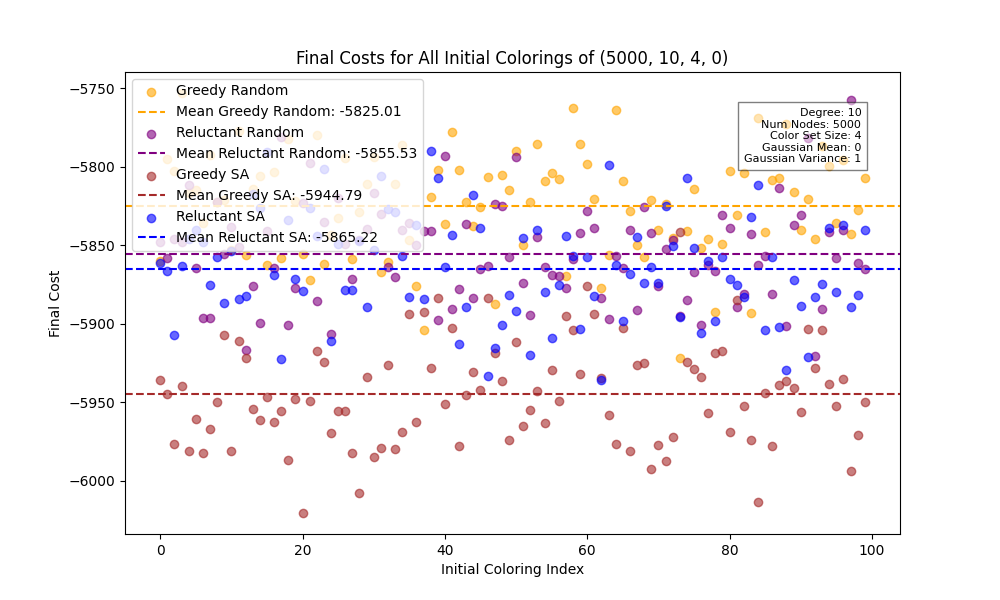 Final Costs for All Initial Colorings of (5000, 10, 4, 0)
Greedy Random
Mean Greedy Random: -5825.01
Reluctant Random
Mean Reluctant Random: -5855.53
Greedy SA
Mean Greedy SA: -5944.79
Reluctant SA
Mean Reluctant SA: -5865.22
Degree: 10
Num Nodes: 5000
Color Set Size: 4
Gaussian Mean: 0
Gaussian Variance: 1
Final Cost
−5750
−5800
−5850
−5900
−5950
−6000
0
20
40
60
80
100
Initial Coloring Index